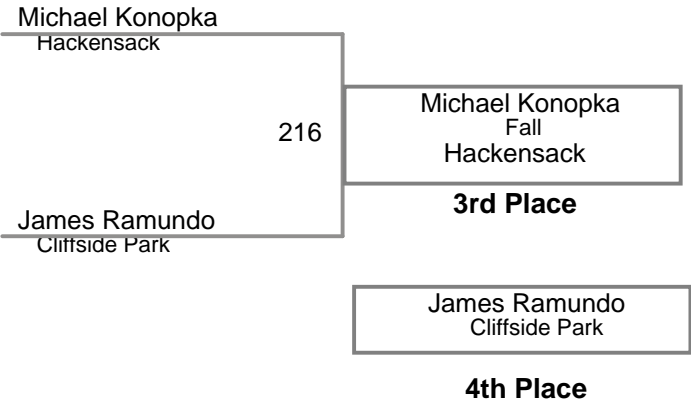 Michael Konopka
Hackensack
216
Michael Konopka
Fall
Hackensack
3rd Place
James Ramundo
Cliffside Park
James Ramundo
Cliffside Park
4th Place